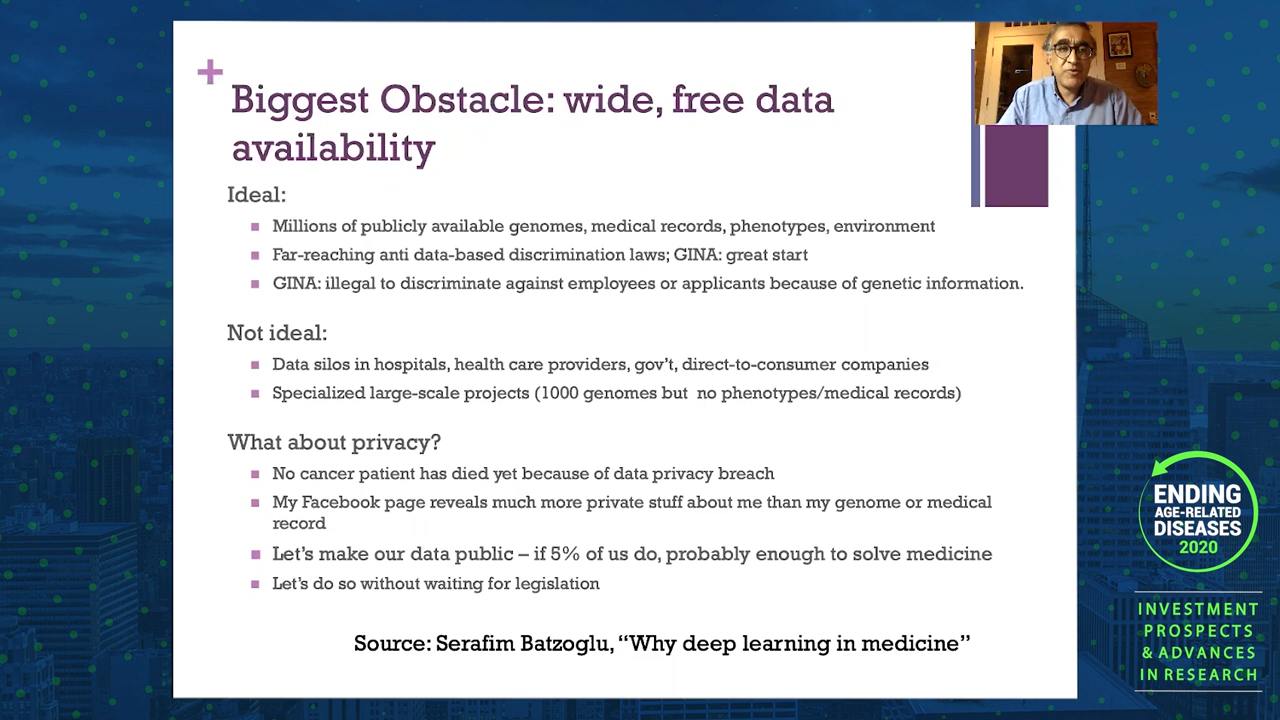 +
Biggest Obstacle: wide, free data
availability
Ideal:
Millions of publicly available genomes, medical records, phenotypes, environment
Far-reaching anti data-based discrimination laws; GINA: great start
GINA: illegal to discriminate against employees or applicants because of genetic information.
Not ideal:
Data silos in hospitals, health care providers, gov't, direct-to-consumer companies
Specialized large-scale projects (1000 genomes but no phenotypes/medical records)
What about privacy?
No cancer patient has died yet because of data privacy breach
My Facebook page reveals much more private stuff about me than my genome or medical
record
Let's make our data public – if 5% of us do, probably enough to solve medicine
Let's do so without waiting for legislation
Source: Serafim Batzoglu, “Why deep learning in medicine”
ENDING
AGE-RELATED
DISEASES
2020
INVESTMENT
PROSPECTS
& ADVANCES
IN RESEARCH